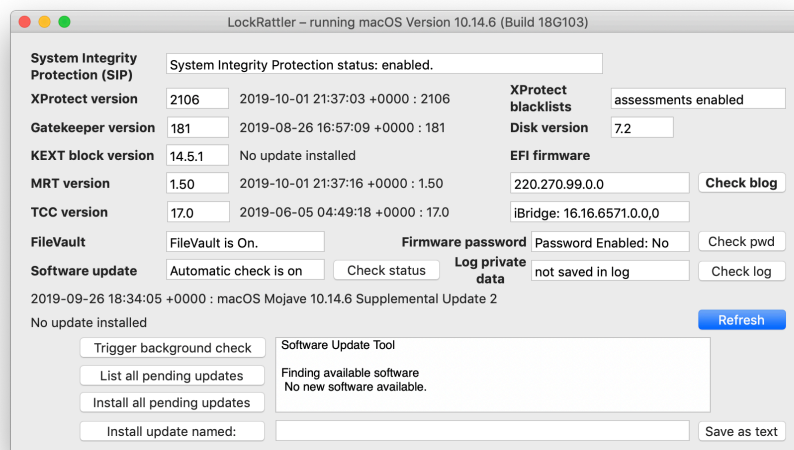 LockRattler – running macOS Version 10.14.6 (Build 18G103)
System Integrity
Protection (SIP)
System Integrity Protection status: enabled.
XProtect version
2106
2019-10-01 21:37:03 +0000 : 2106
XProtect
blacklists
assessments enabled
Gatekeeper version
181
2019-08-26 16:57:09 +0000 : 181
Disk version
7.2
KEXT block version
14.5.1
No update installed
EFI firmware
MRT version
1.50
2019-10-01 21:37:16 +0000 : 1.50
220.270.99.0.0
Check blog
TCC version
17.0
2019-06-05 04:49:18 +0000 : 17.0
iBridge: 16.16.6571.0.0,0
FileVault
FileVault is On.
Firmware password
Password Enabled: No
Check pwd
Software update
Automatic check is on
Check status
Log private
data
not saved in log
Check log
2019-09-26 18:34:05 +0000 : macOS Mojave 10.14.6 Supplemental Update 2
No update installed
Refresh
Trigger background check
Software Update Tool
List all pending updates
Finding available software
No new software available.
Install all pending updates
Install update named:
Save as text